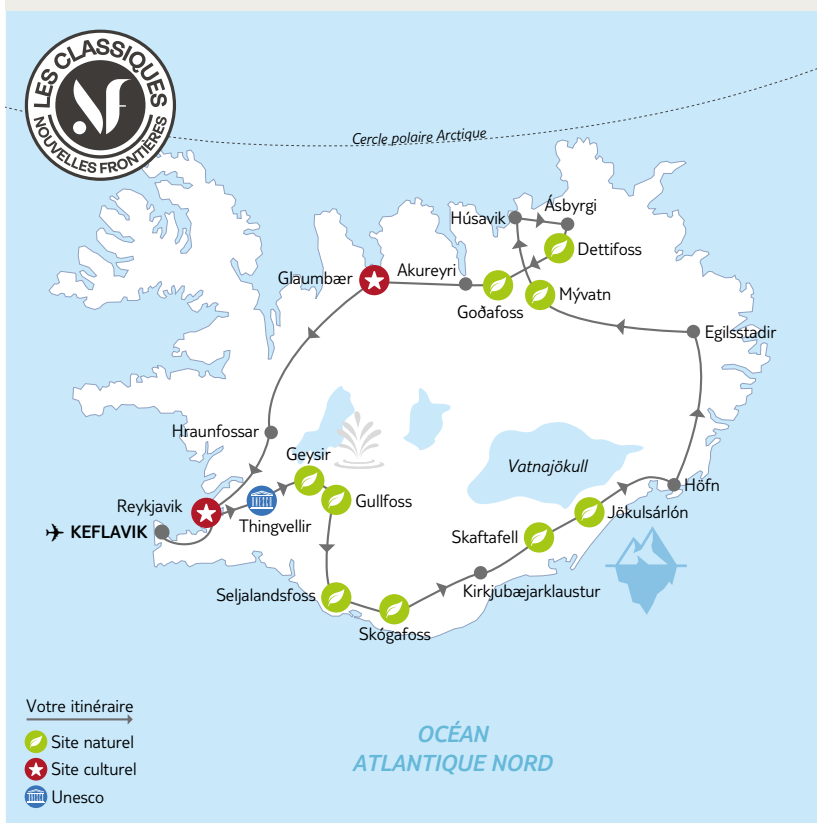 LES CLASSIQUES
NF
NOUVELLES FRONTIÈRES
Cercle polaire Arctique
Ásbyrgi
Húsavik
Dettifoss
Akureyri
Glaumbær
Mývatn
Goðafoss
Egilsstadir
Hraunfossar
Geysir
Vatnajökull
Höfn
Reykjavik
Gullfoss
Jökulsárlón
Thingvellir
KEFLAVIK
Skaftafell
Kirkjubæjarklaustur
Seljalandsfoss
Skógafoss
Votre itinéraire
Site naturel
Site culturel
Unesco
OCÉAN
ATLANTIQUE NORD